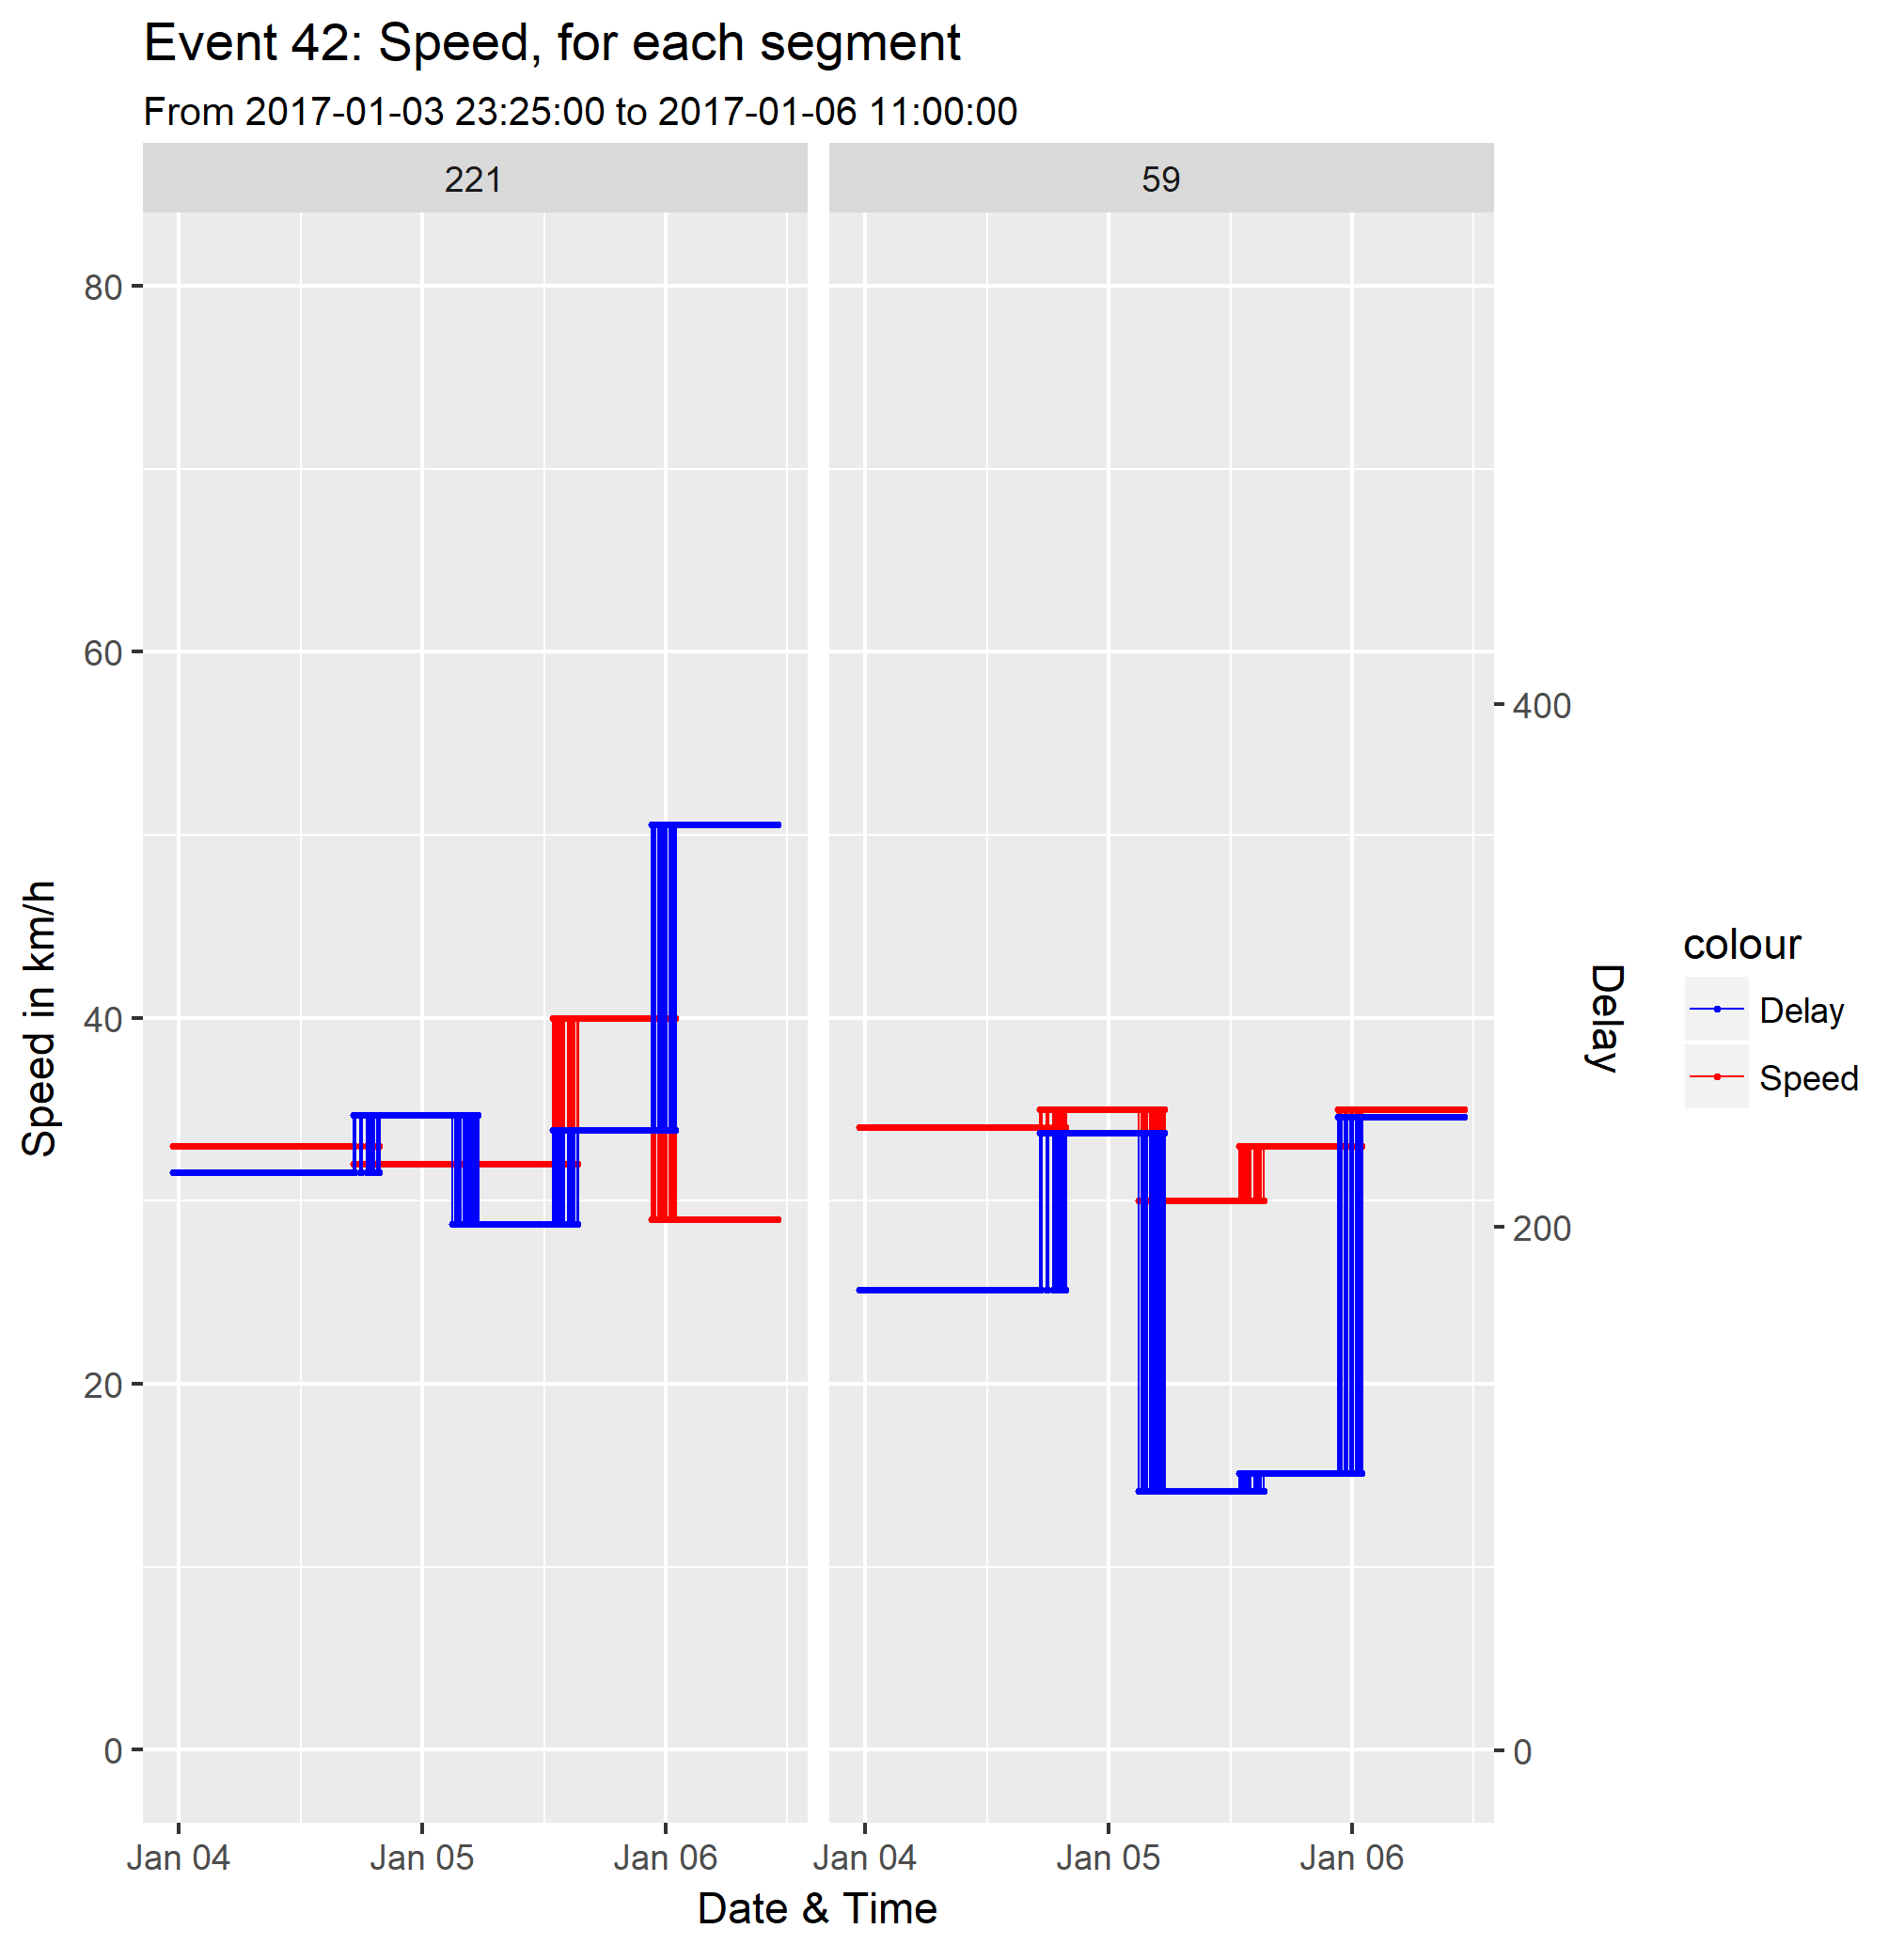 Event 42: Speed, for each segment
From 2017-01-03 23:25:00 to 2017-01-06 11:00:00
221
59
80
60
40
20
0
Speed in km/h
400
200
0
Delay
colour
Delay
Speed
Jan 04
Jan 05
Jan 06
Jan 04
Jan 05
Jan 06
Date & Time